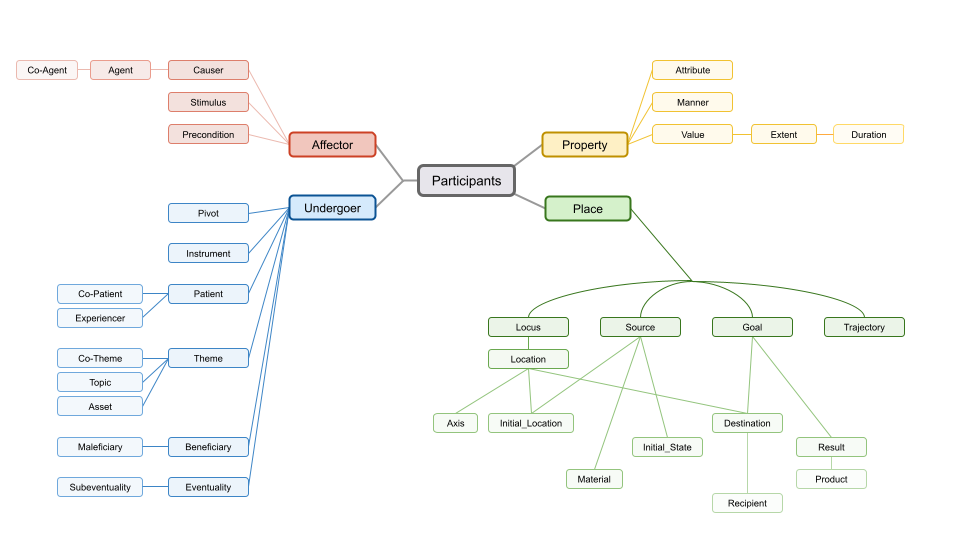 Co-Agent
Agent
Causer
Stimulus
Precondition
Affector
Undergoer
Pivot
Instrument
Co-Patient
Patient
Experiencer
Co-Theme
Theme
Topic
Asset
Maleficiary
Beneficiary
Subeventuality
Eventuality
Participants
Attribute
Manner
Value
Extent
Duration
Property
Place
Locus
Source
Goal
Trajectory
Location
Axis
Initial_Location
Destination
Initial_State
Result
Material
Product
Recipient